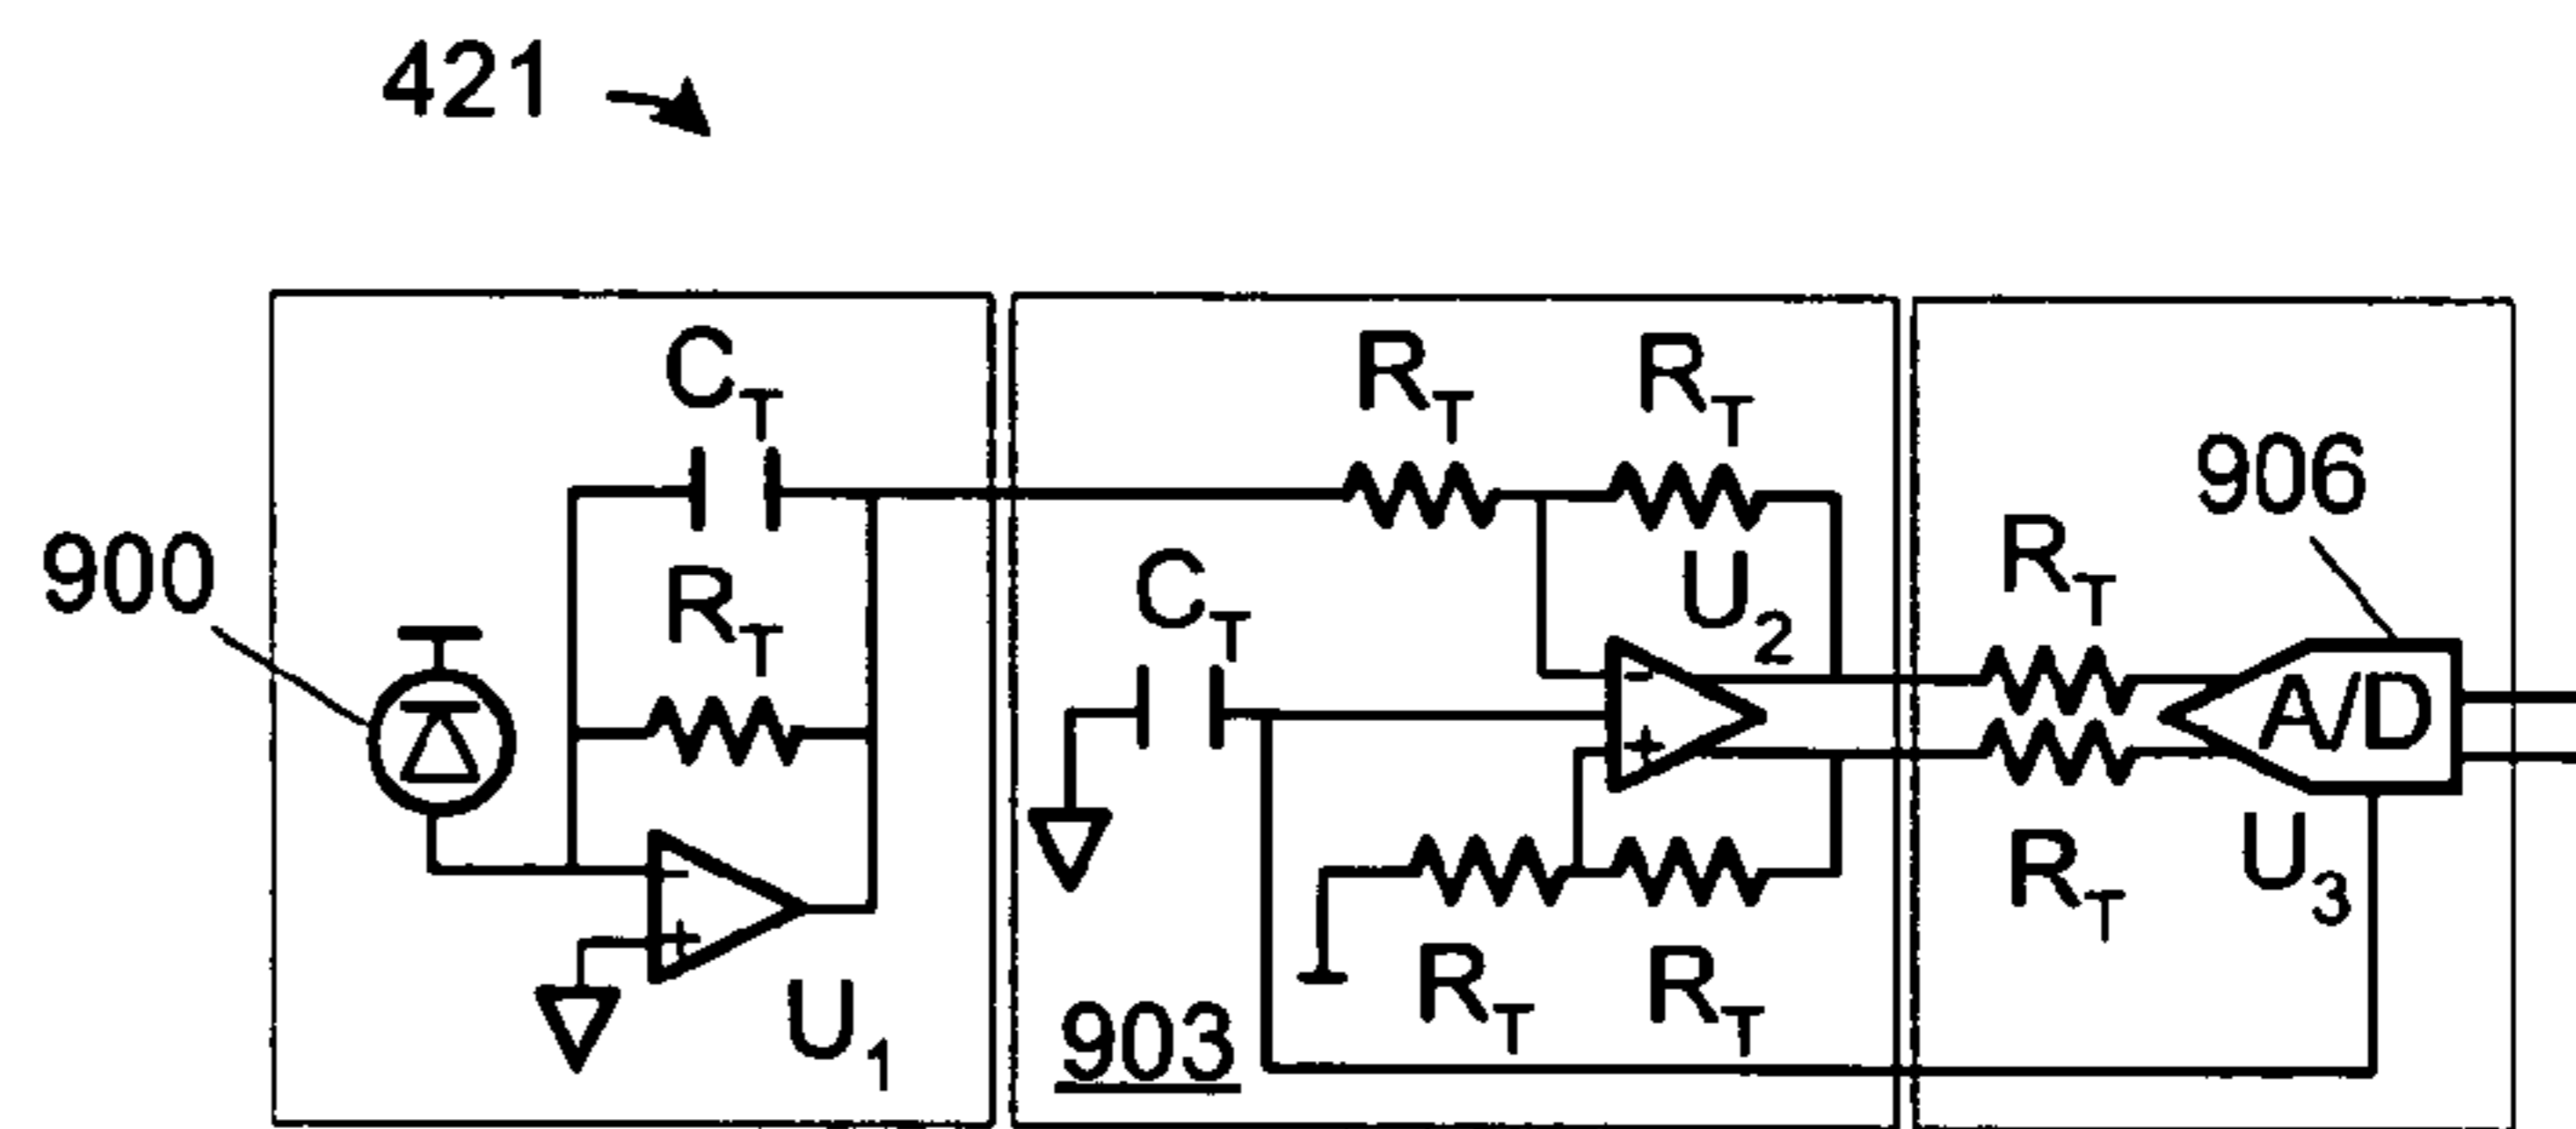 421
C_T
R_T
R_T
900
R_T
C_T
U_2
906
R_T
-
-
+
A/D
+
U_1
903
R_T
R_T
R_T
U_3